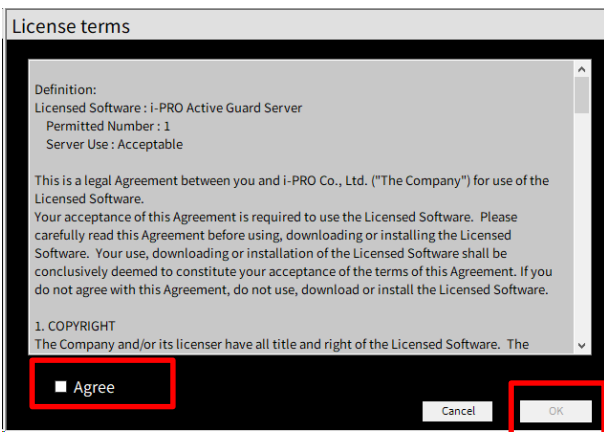 License terms
Definition:
Licensed Software : i-PRO Active Guard Server
Permitted Number : 1
Server Use : Acceptable
This is a legal Agreement between you and i-PRO Co., Ltd. ("The Company") for use of the
Licensed Software.
Your acceptance of this Agreement is required to use the Licensed Software.  Please
carefully read this Agreement before using, downloading or installing the Licensed
Software.  Your use, downloading or installation of the Licensed Software shall be
conclusively deemed to constitute your acceptance of the terms of this Agreement. If you
do not agree with this Agreement, do not use, download or install the Licensed Software.
1. COPYRIGHT
The Company and/or its licenser have all title and right of the Licensed Software.  The
Agree
Cancel
OK